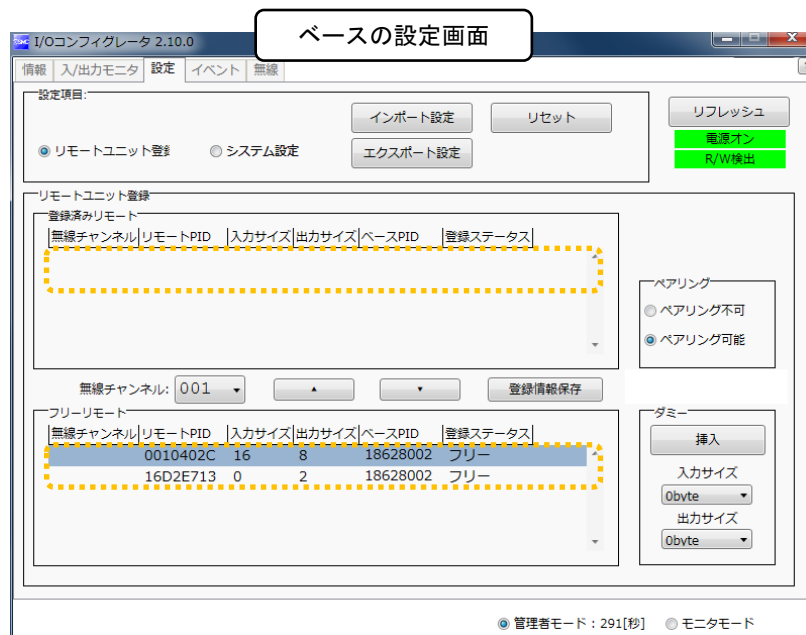 ベースの設定画面
I/Oコンフィグレータ 2.10.0
情報 入/出力モニタ 設定 イベント 無線
設定項目:
インポート設定 リセット リフレッシュ
電源オン
リモートユニット登録 システム設定 エクスポート設定 R/W検出
リモートユニット登録
登録済みリモート
無線チャンネル リモートPID 入力サイズ 出力サイズ ベースPID 登録ステータス
ペアリング
ペアリング不可
ペアリング可能
無線チャンネル: 001 ▲ ▼ 登録情報保存
フリーリモート
無線チャンネル リモートPID 入力サイズ 出力サイズ ベースPID 登録ステータス
0010402C 16 8 18628002 フリー
16D2E713 0 2 18628002 フリー
ダミー
挿入
入力サイズ
0byte
出力サイズ
0byte
管理者モード : 291[秒] モニタモード